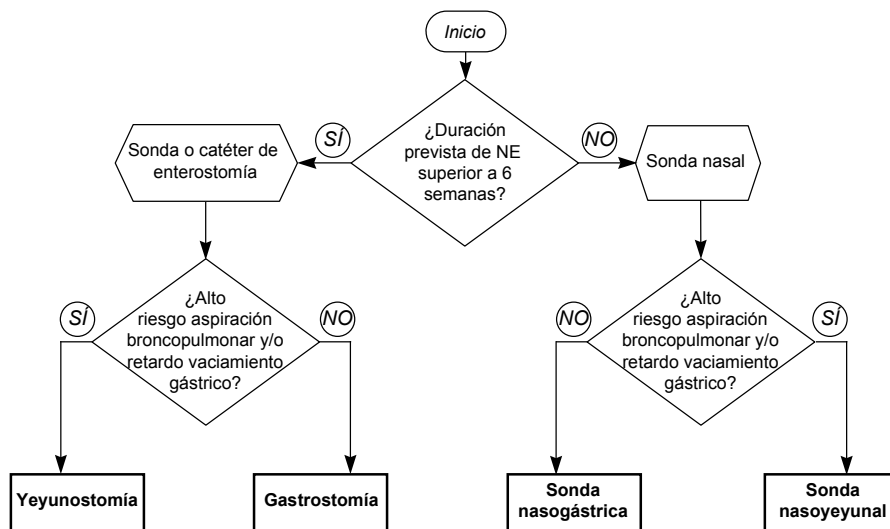 Inicio
¿Duración
prevista de NE
superior a 6
semanas?
SÍ
NO
Sonda o catéter de
enterostomía
Sonda nasal
¿Alto
riesgo aspiración
broncopulmonar y/o
retardo vaciamiento
gástrico?
SÍ
NO
¿Alto
riesgo aspiración
broncopulmonar y/o
retardo vaciamiento
gástrico?
NO
SÍ
Yeyunostomía
Gastrostomía
Sonda
nasogástrica
Sonda
nasoyeyunal